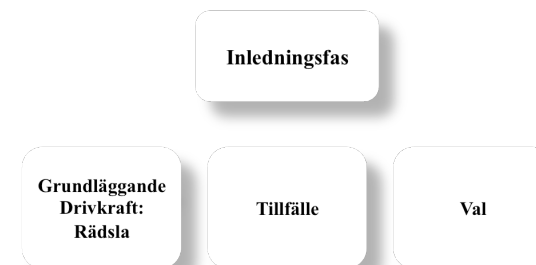 Inledningsfas
Grundläggande
Drivkraft:
Rädsla
Tillfälle
Val